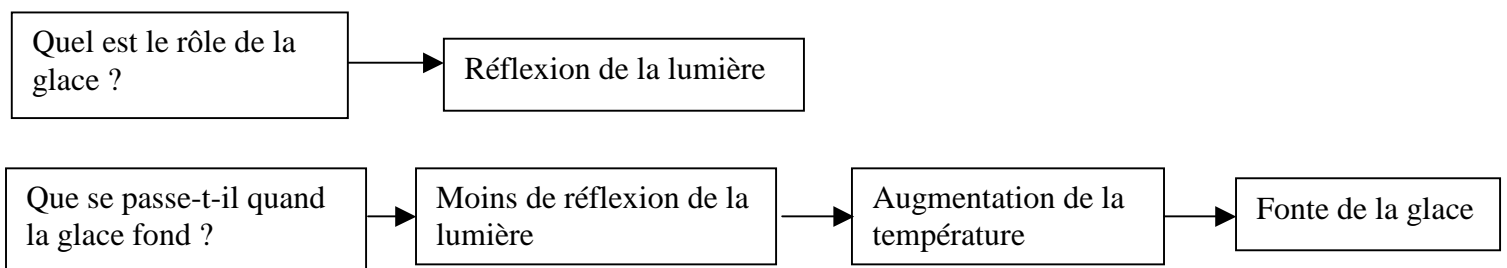 Quel est le rôle de la
glace ?
Réflexion de la lumière
Que se passe-t-il quand
la glace fond ?
Moins de réflexion de la
lumière
Augmentation de la
température
Fonte de la glace